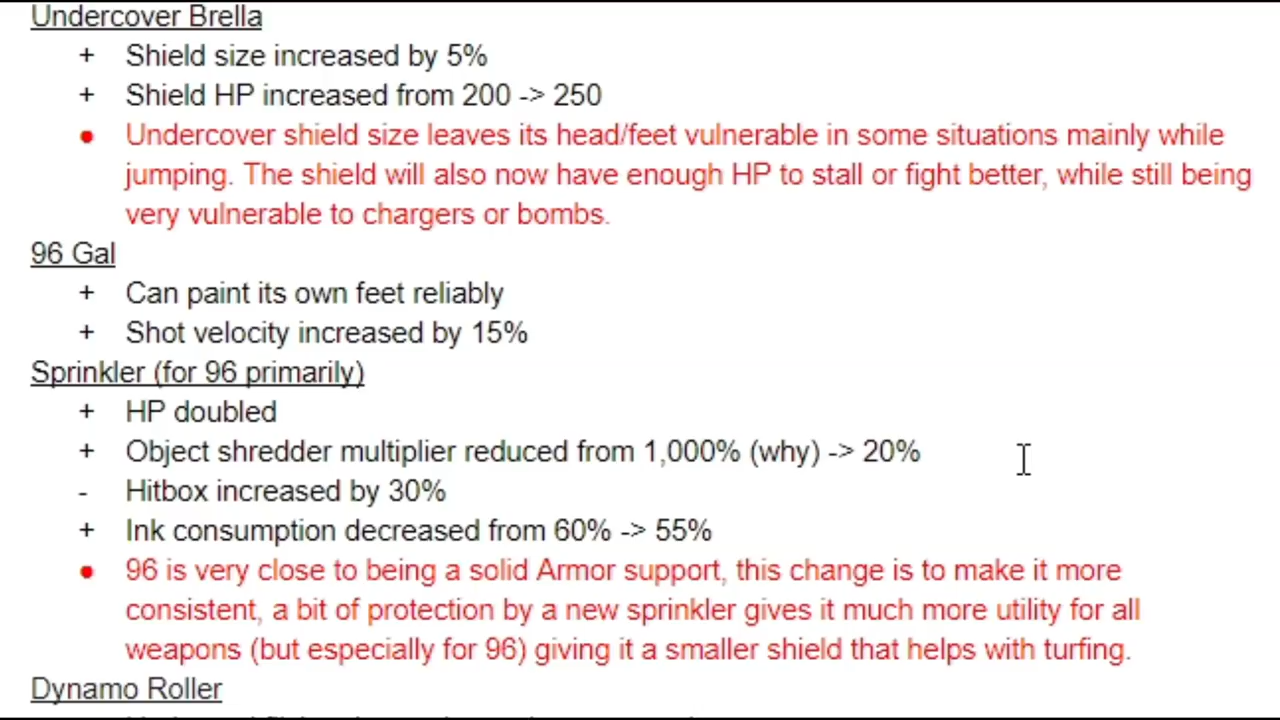 Undercover Brella
+ Shield size increased by 5%
+ Shield HP increased from 200 -> 250
● Undercover shield size leaves its head/feet vulnerable in some situations mainly while
jumping. The shield will also now have enough HP to stall or fight better, while still being
very vulnerable to chargers or bombs.
96 Gal
+ Can paint its own feet reliably
+ Shot velocity increased by 15%
Sprinkler (for 96 primarily)
+ HP doubled
+ Object shredder multiplier reduced from 1,000% (why) -> 20%
- Hitbox increased by 30%
+ Ink consumption decreased from 60% -> 55%
● 96 is very close to being a solid Armor support, this change is to make it more
consistent, a bit of protection by a new sprinkler gives it much more utility for all
weapons (but especially for 96) giving it a smaller shield that helps with turfing.
Dynamo Roller